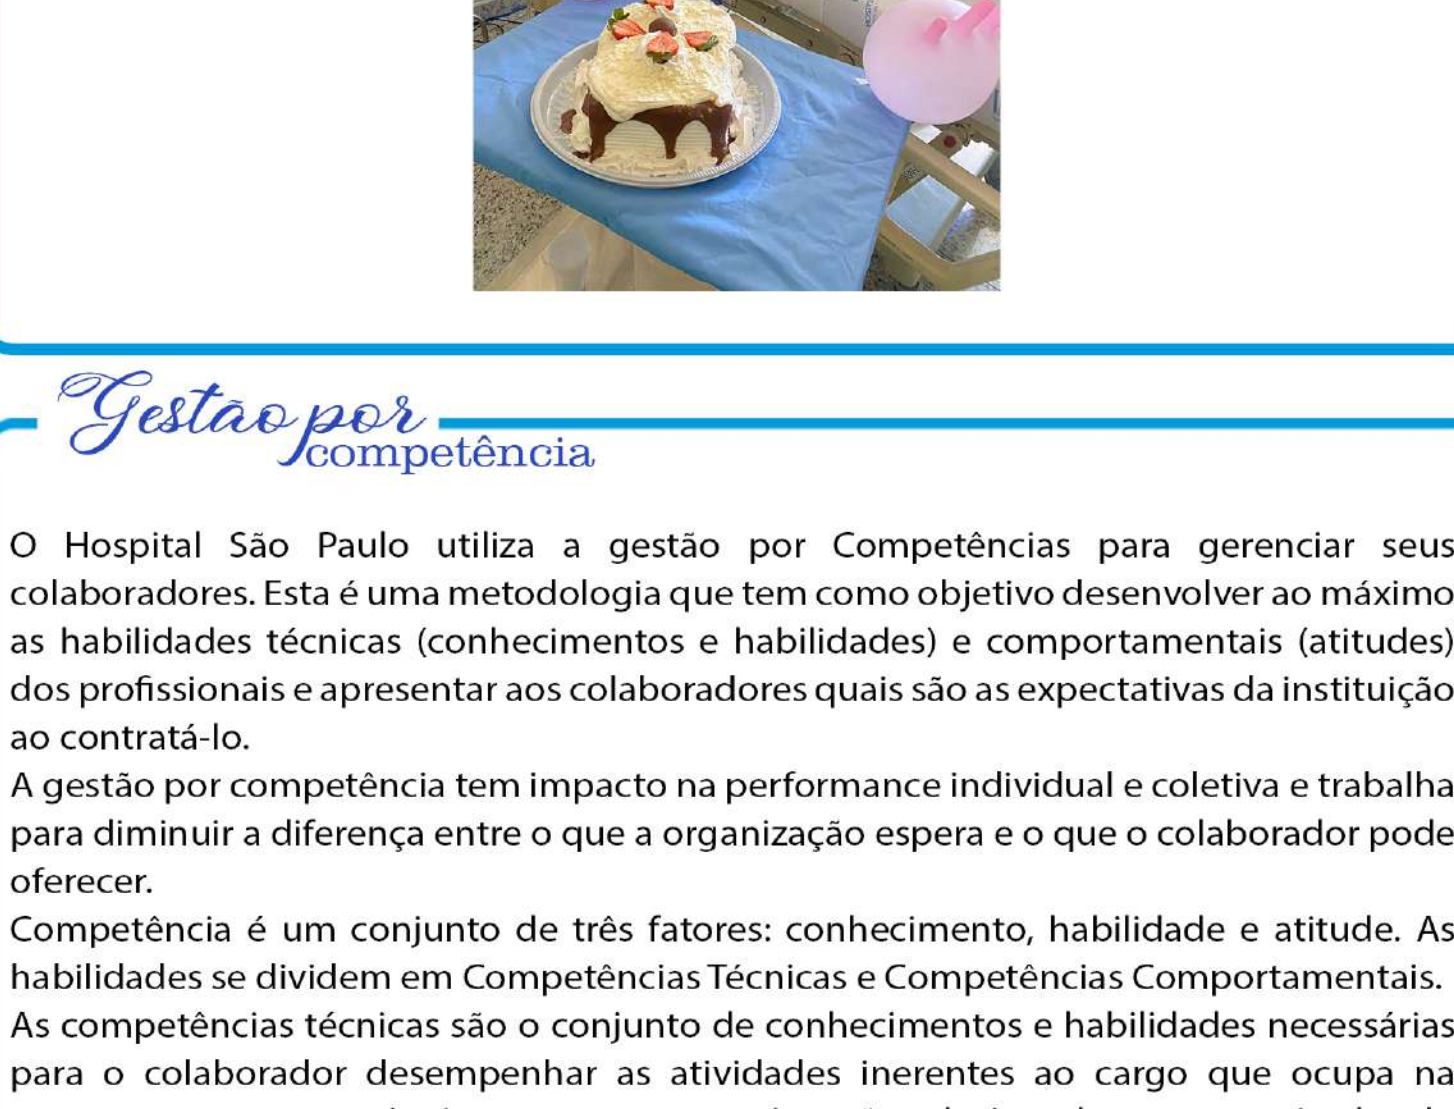 Gestão por
competência
O Hospital São Paulo utiliza a gestão por Competências para gerenciar seus
colaboradores. Esta é uma metodologia que tem como objetivo desenvolver ao máximo
as habilidades técnicas (conhecimentos e habilidades) e comportamentais (atitudes)
dos profissionais e apresentar aos colaboradores quais são as expectativas da instituição
ao contratá-lo.
A gestão por competência tem impacto na performance individual e coletiva e trabalha
para diminuir a diferença entre o que a organização espera e o que o colaborador pode
oferecer.
Competência é um conjunto de três fatores: conhecimento, habilidade e atitude. As
habilidades se dividem em Competências Técnicas e Competências Comportamentais.
As competências técnicas são o conjunto de conhecimentos e habilidades necessárias
para o colaborador desempenhar as atividades inerentes ao cargo que ocupa na